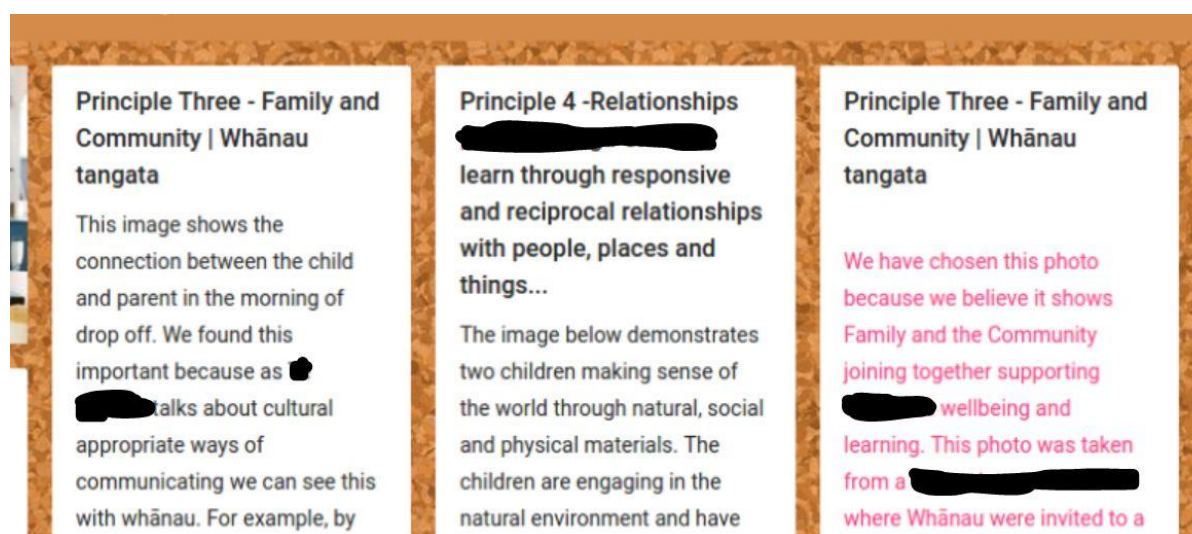 Principle Three - Family and
Community | Whānau
tangata
This image shows the
connection between the child
and parent in the morning of
drop off. We found this
important because as
talks about cultural
appropriate ways of
communicating we can see this
with whānau. For example, by
Principle 4 -Relationships
learn through responsive
and reciprocal relationships
with people, places and
things...
The image below demonstrates
two children making sense of
the world through natural, social
and physical materials. The
children are engaging in the
natural environment and have
Principle Three - Family and
Community | Whānau
tangata
We have chosen this photo
because we believe it shows
Family and the Community
joining together supporting
wellbeing and
learning. This photo was taken
from a
where Whānau were invited to a